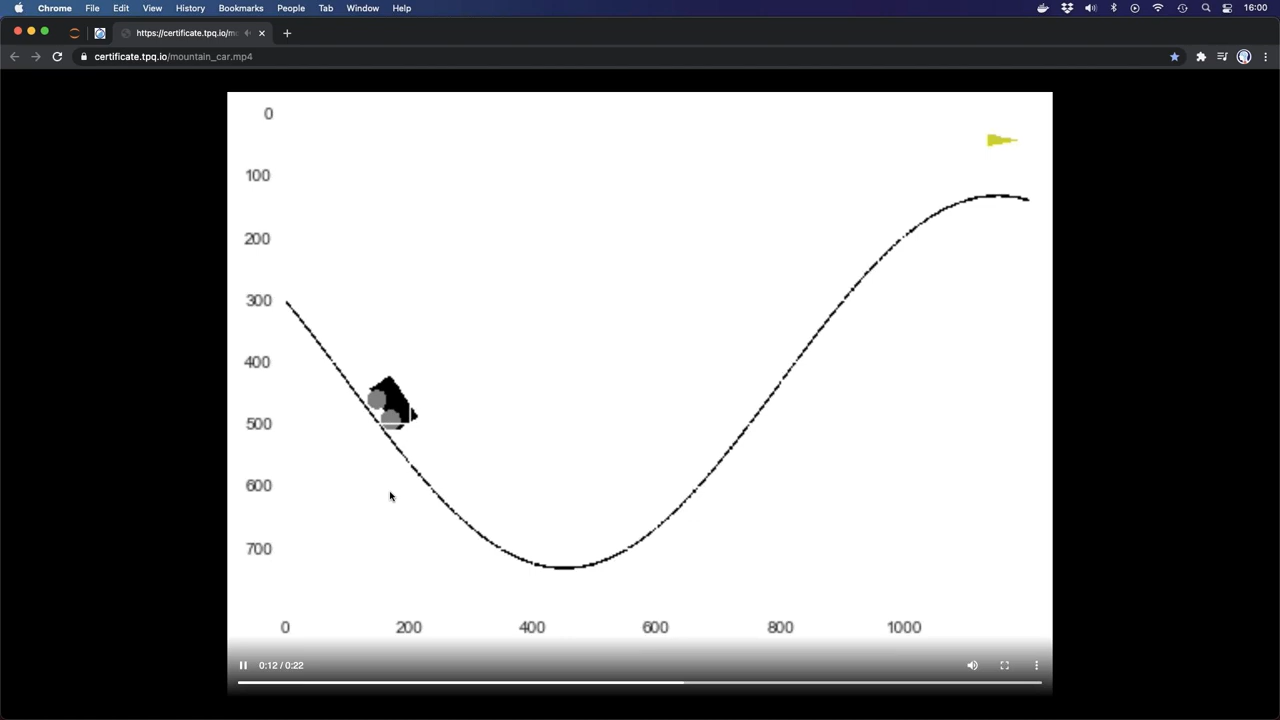 Chrome File Edit View History Bookmarks People Tab Window Help 16:00
https://certificate.tpq.io/mo
certificate.tpq.io/mountain_car.mp4
0
100
200
300
400
500
600
700
0 200 400 600 800 1000
0:12 / 0:22